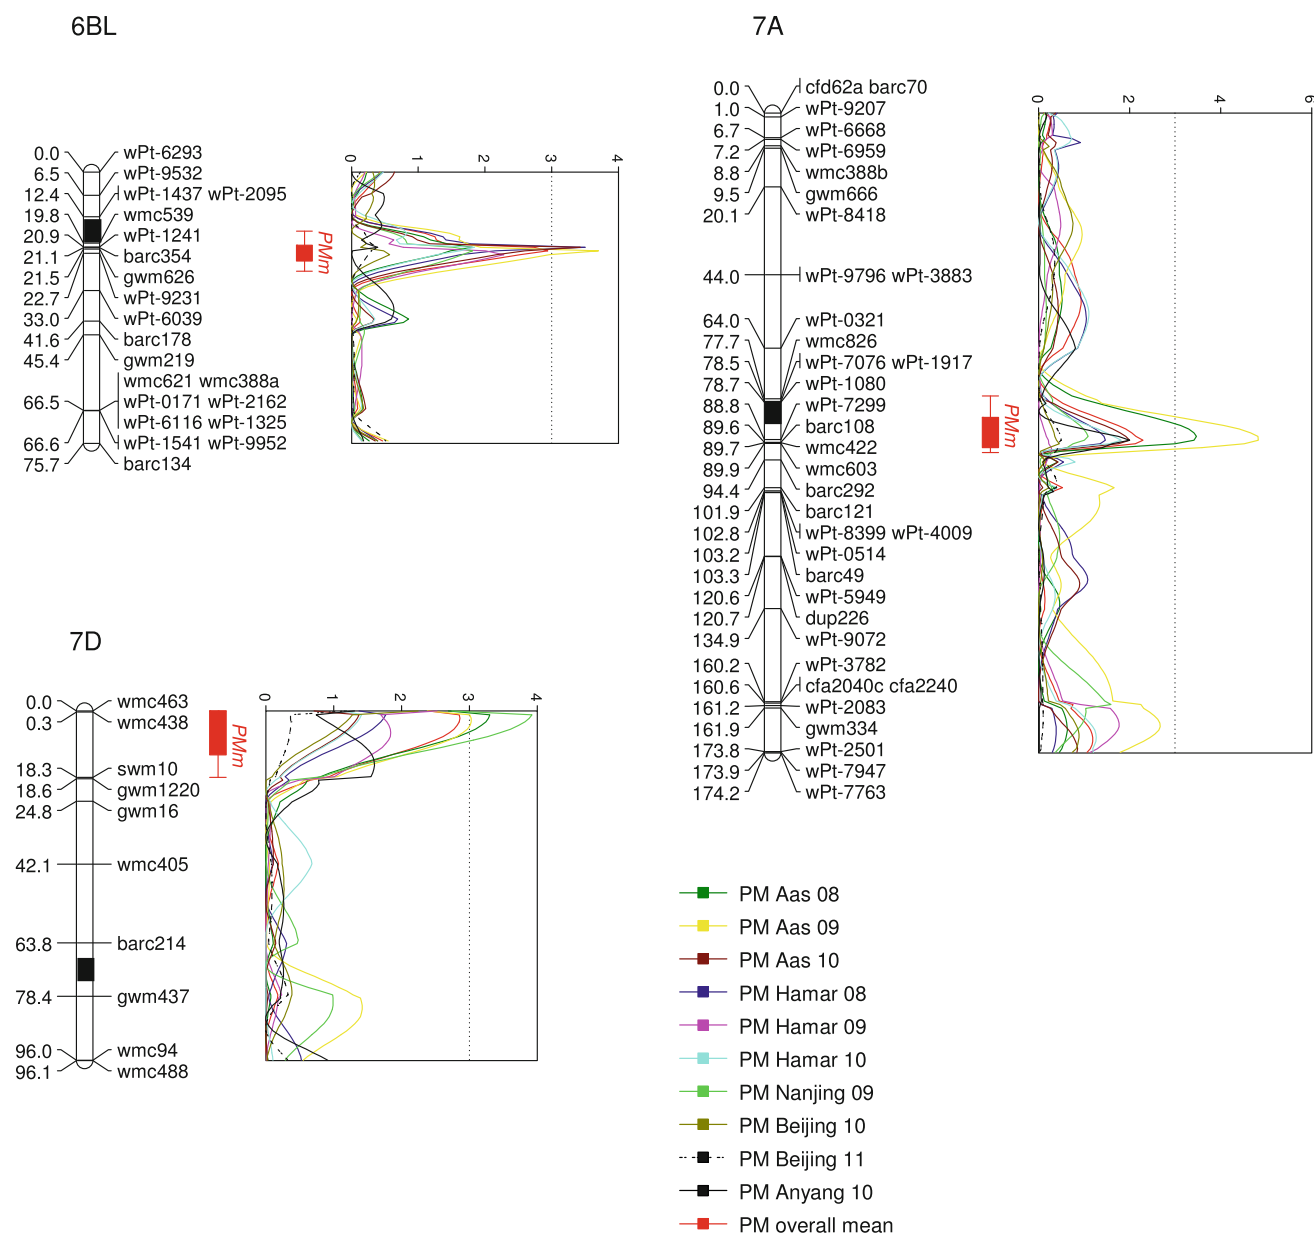 6BL
0.0 wPt-6293
6.5 wPt-9532
12.4 wPt-1437 wPt-2095
19.8 wmc539
20.9 wPt-1241
21.1 barc354
21.5 gwm626
22.7 wPt-9231
33.0 wPt-6039
41.6 barc178
45.4 gwm219
wmc621 wmc388a
66.5 wPt-0171 wPt-2162
wPt-6116 wPt-1325
66.6 wPt-1541 wPt-9952
75.7 barc134
PMm
0 1 2 3 4
7A
0.0 cfd62a barc70
1.0 wPt-9207
6.7 wPt-6668
7.2 wPt-6959
8.8 wmc388b
9.5 gwm666
20.1 wPt-8418
44.0 wPt-9796 wPt-3883
64.0 wPt-0321
77.7 wmc826
78.5 wPt-7076 wPt-1917
78.7 wPt-1080
88.8 wPt-7299
89.6 barc108
89.7 wmc422
89.9 wmc603
94.4 barc292
101.9 barc121
102.8 wPt-8399 wPt-4009
103.2 wPt-0514
103.3 barc49
120.6 wPt-5949
120.7 dup226
134.9 wPt-9072
160.2 wPt-3782
160.6 cfa2040c cfa2240
161.2 wPt-2083
161.9 gwm334
173.8 wPt-2501
173.9 wPt-7947
174.2 wPt-7763
PMm
0 2 4 6
7D
0.0 wmc463
0.3 wmc438
18.3 swm10
18.6 gwm1220
24.8 gwm16
42.1 wmc405
63.8 barc214
78.4 gwm437
96.0 wmc94
96.1 wmc488
PMm
0 1 2 3 4
PM Aas 08
PM Aas 09
PM Aas 10
PM Hamar 08
PM Hamar 09
PM Hamar 10
PM Nanjing 09
PM Beijing 10
PM Beijing 11
PM Anyang 10
PM overall mean